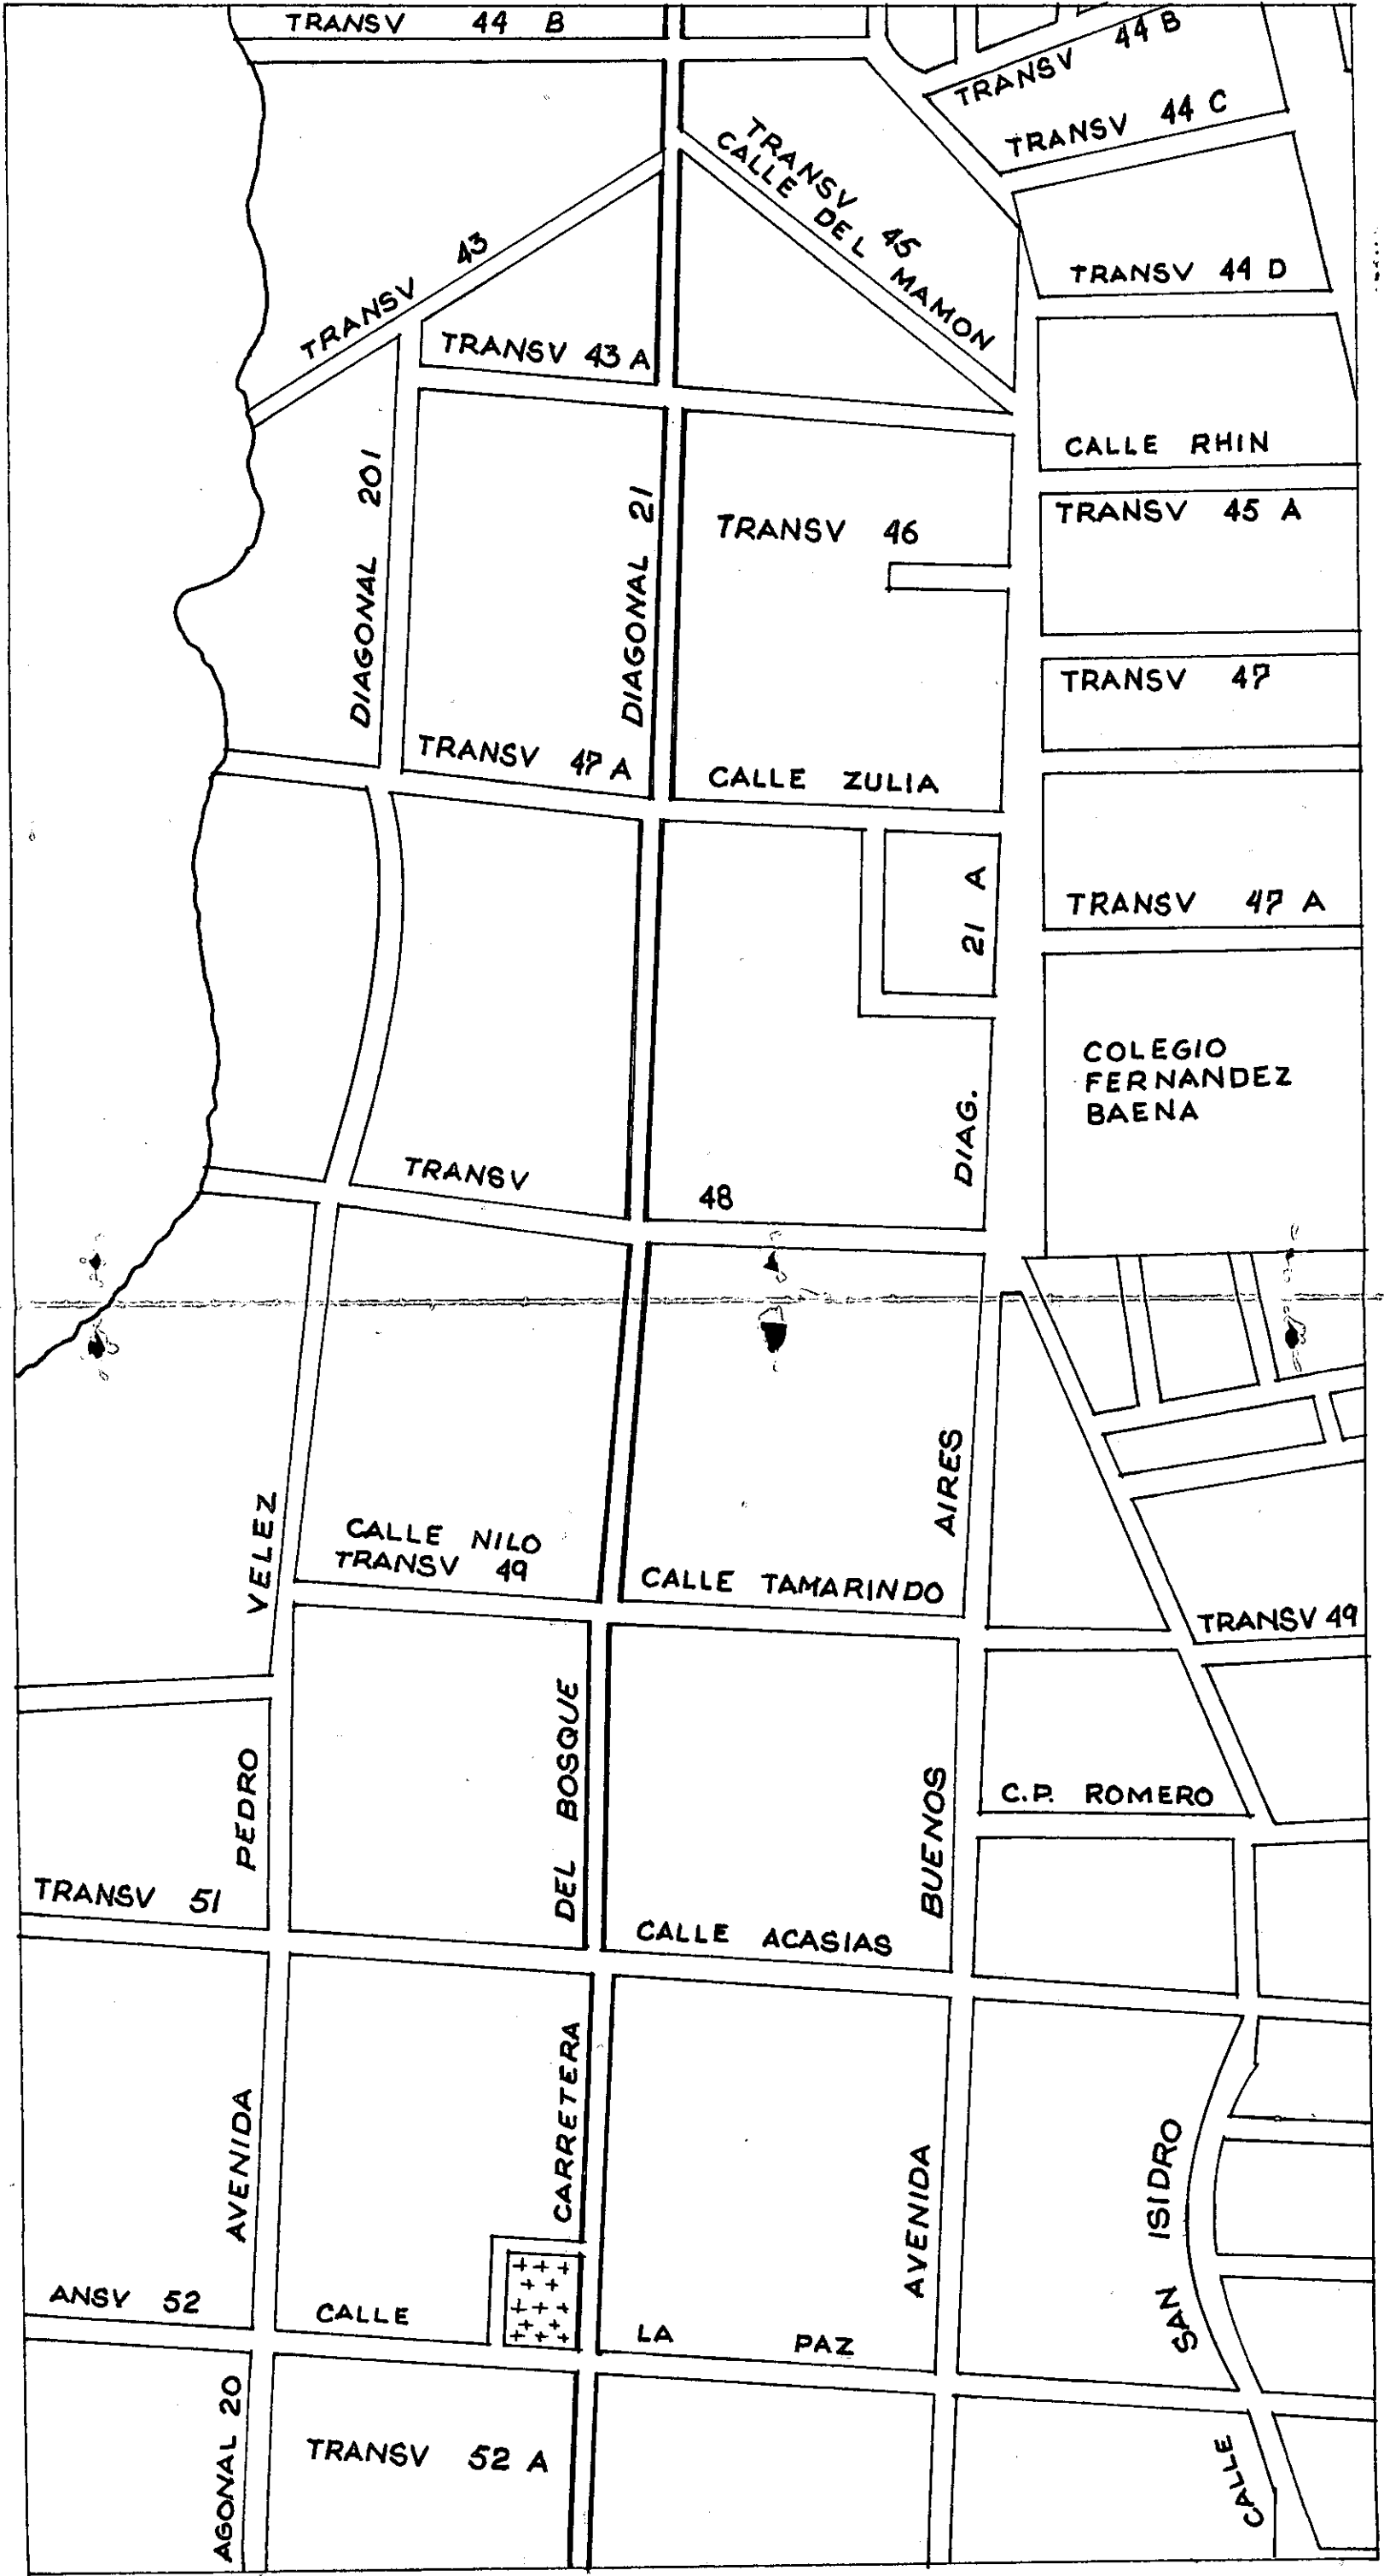 TRANSV 44 B
TRANSV 44 B
TRANSV 44 C
TRANSV 45
CALLE DEL MAMON
TRANSV 43
TRANSV 44 D
TRANSV 43 A
CALLE RHIN
DIAGONAL 201
DIAGONAL 21
TRANSV 46
TRANSV 45 A
TRANSV 47
TRANSV 47 A
CALLE ZULIA
TRANSV 47 A
DIAG. 21 A
COLEGIO
FERNANDEZ
BAENA
TRANSV 48
CALLE NILO
TRANSV 49
CALLE TAMARINDO
TRANSV 49
AVENIDA PEDRO VELEZ
CARRETERA DEL BOSQUE
AVENIDA BUENOS AIRES
C.P. ROMERO
TRANSV 51
CALLE ACASIAS
CALLE SAN ISIDRO
ANSV 52
CALLE LA PAZ
AGONAL 20
TRANSV 52 A